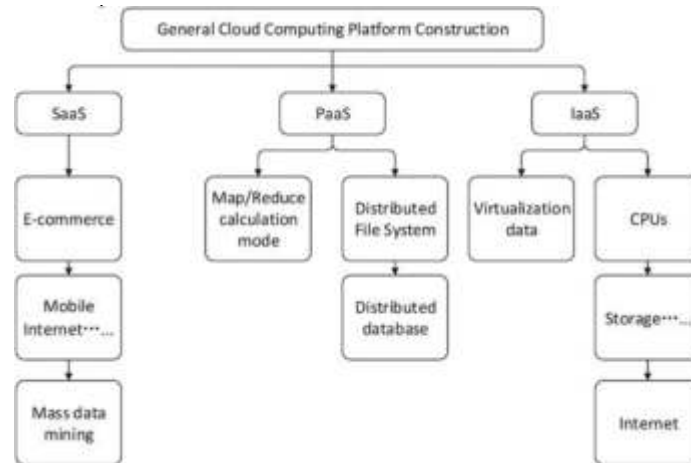 General Cloud Computing Platform Construction
SaaS
PaaS
IaaS
E-commerce
Map/Reduce
calculation
mode
Distributed
File System
Virtualization
data
CPUs
Mobile
Internet⋯...
Distributed
database
Storage⋯...
Mass data
mining
Internet